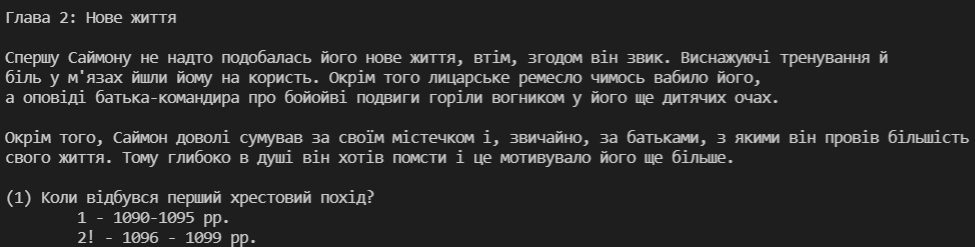 Глава 2: Нове життя
Спершу Саймону не надто подобалась його нове життя, втім, згодом він звик. Виснажуючі тренування й
біль у м'язах йшли йому на користь. Окрім того лицарське ремесло чимось вабило його,
а оповіді батька-командира про бойойві подвиги горіли вогником у його ще дитячих очах.
Окрім того, Саймон доволі сумував за своїм містечком і, звичайно, за батьками, з якими він провів більшість
свого життя. Тому глибоко в душі він хотів помсти і це мотивувало його ще більше.
(1) Коли відбувся перший хрестовий похід?
1 - 1090-1095 рр.
2! - 1096 - 1099 рр.